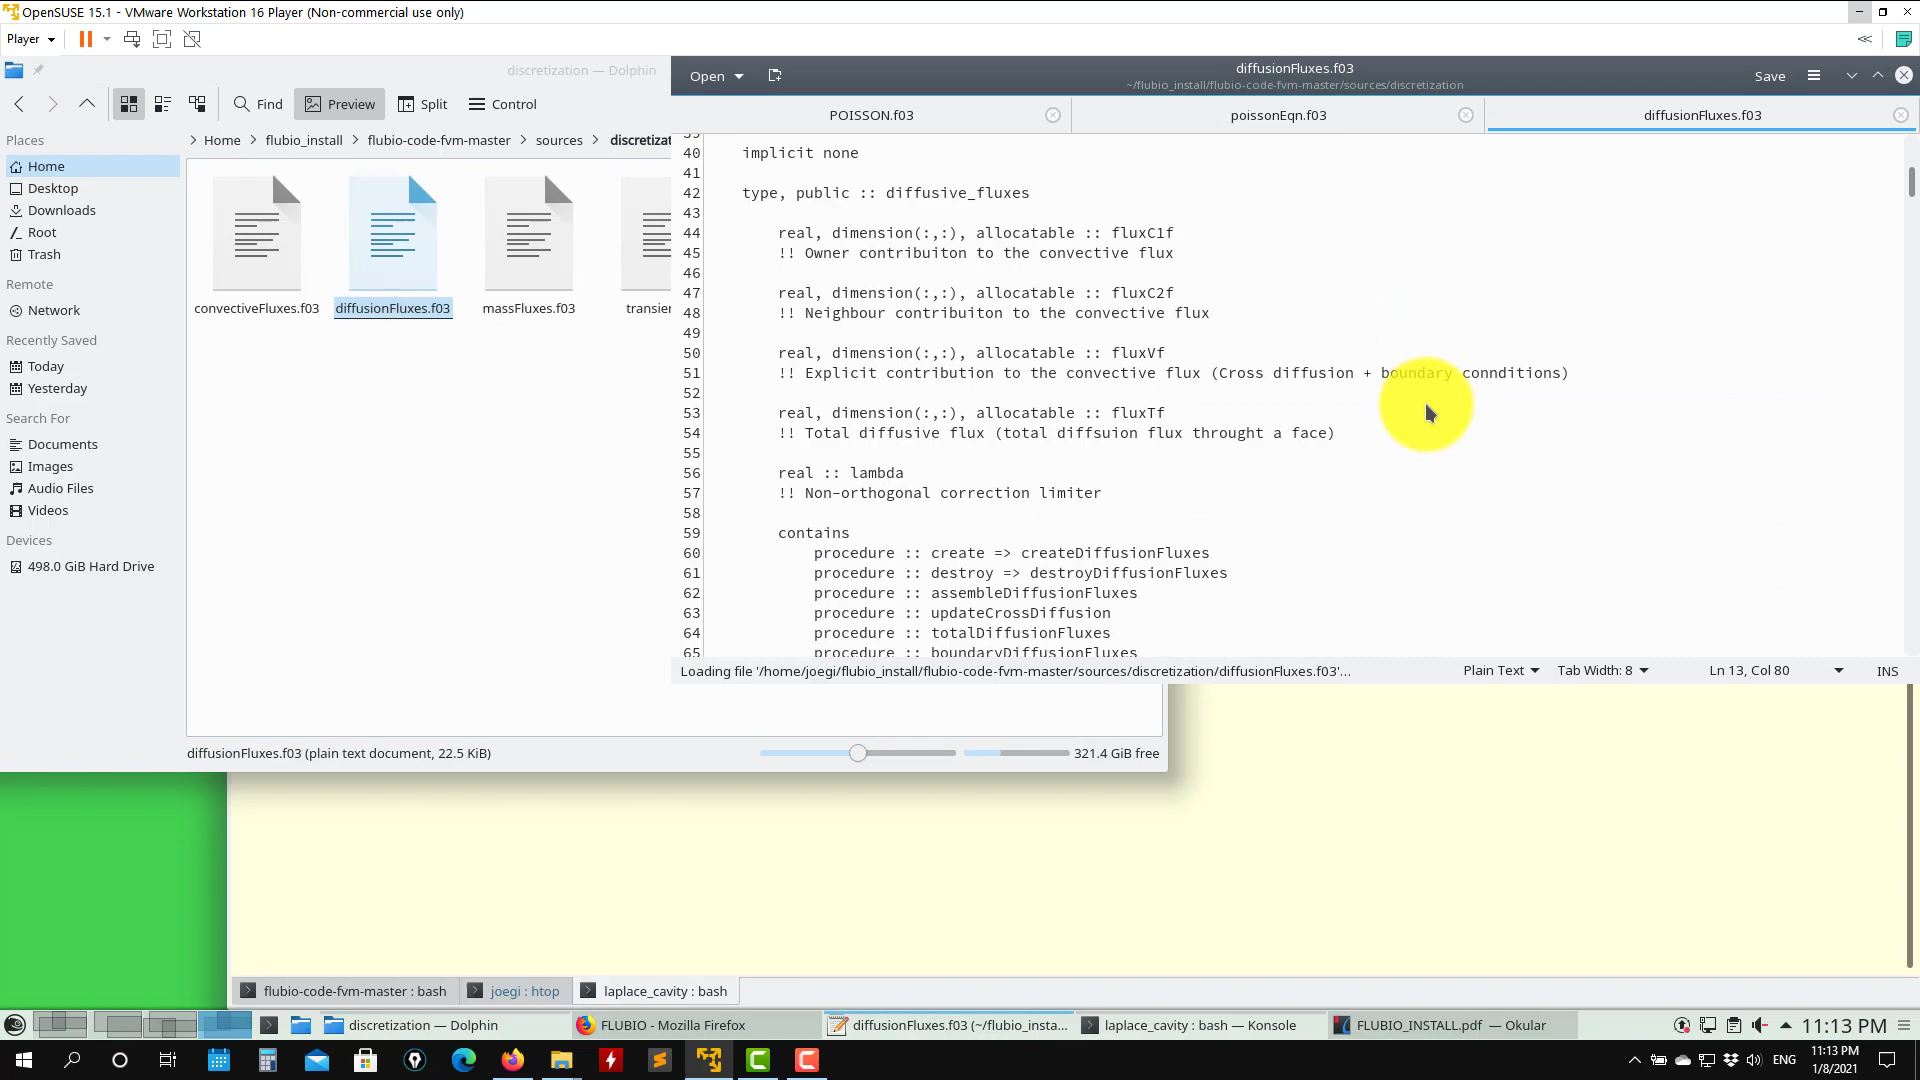 OpenSUSE 15.1 - VMware Workstation 16 Player (Non-commercial use only)
Player
discretization — Dolphin
Find
Preview
Split
Control
Places
Home
Desktop
Downloads
Root
Trash
Remote
Network
Recently Saved
Today
Yesterday
Search For
Documents
Images
Audio Files
Videos
Devices
498.0 GiB Hard Drive
Home flubio_install flubio-code-fvm-master sources discretizat
convectiveFluxes.f03 diffusionFluxes.f03 massFluxes.f03 transien
diffusionFluxes.f03 (plain text document, 22.5 KiB)
321.4 GiB free
Open
diffusionFluxes.f03
~/flubio_install/flubio-code-fvm-master/sources/discretization
Save
POISSON.f03 poissonEqn.f03 diffusionFluxes.f03
39
40 implicit none
41
42 type, public :: diffusive_fluxes
43
44 real, dimension(:,:), allocatable :: fluxC1f
45 !! Owner contribuiton to the convective flux
46
47 real, dimension(:,:), allocatable :: fluxC2f
48 !! Neighbour contribuiton to the convective flux
49
50 real, dimension(:,:), allocatable :: fluxVf
51 !! Explicit contribution to the convective flux (Cross diffusion + boundary connditions)
52
53 real, dimension(:,:), allocatable :: fluxTf
54 !! Total diffusive flux (total diffsuion flux throught a face)
55
56 real :: lambda
57 !! Non-orthogonal correction limiter
58
59 contains
60 procedure :: create => createDiffusionFluxes
61 procedure :: destroy => destroyDiffusionFluxes
62 procedure :: assembleDiffusionFluxes
63 procedure :: updateCrossDiffusion
64 procedure :: totalDiffusionFluxes
65 procedure :: boundaryDiffusionFluxes
Loading file '/home/joegi/flubio_install/flubio-code-fvm-master/sources/discretization/diffusionFluxes.f03'…
Plain Text
Tab Width: 8
Ln 13, Col 80
INS
flubio-code-fvm-master : bash
joegi : htop
laplace_cavity : bash
discretization — Dolphin
FLUBIO - Mozilla Firefox
diffusionFluxes.f03 (~/flubio_insta...
laplace_cavity : bash — Konsole
FLUBIO_INSTALL.pdf — Okular
11:13 PM
ENG
11:13 PM
1/8/2021